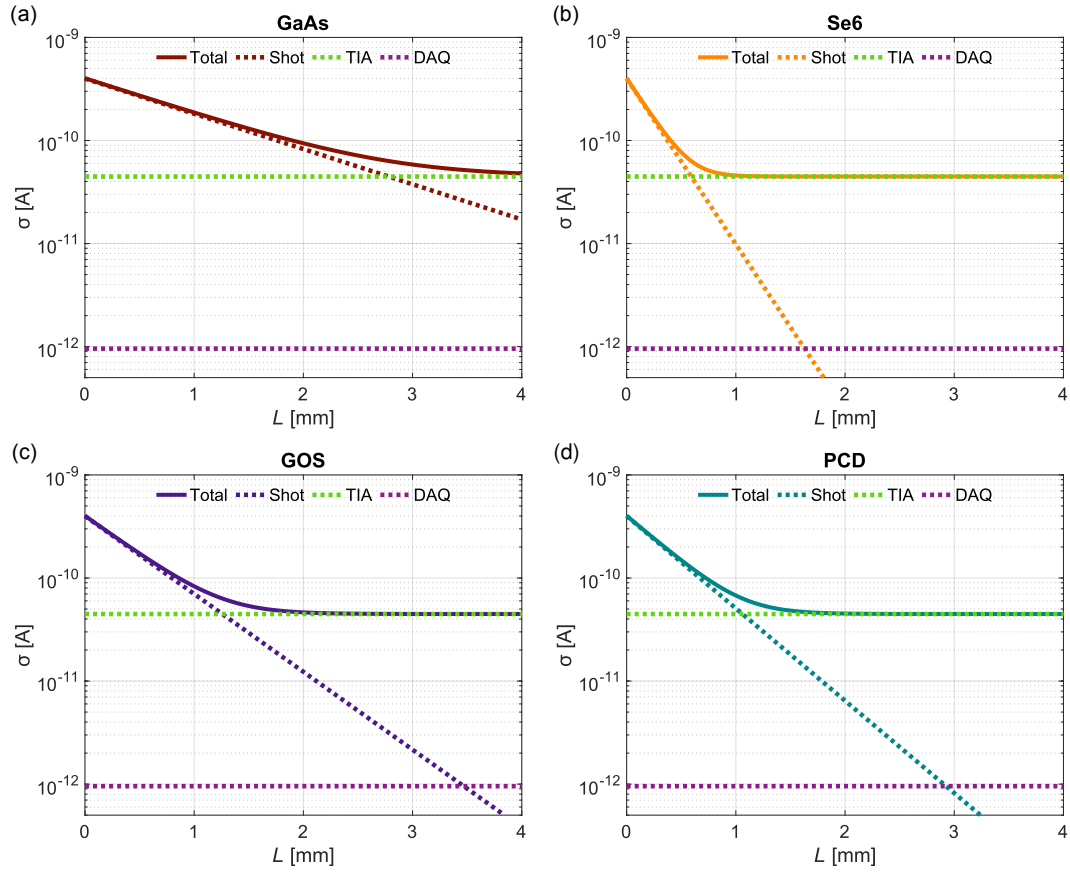 (a)
GaAs
Total Shot TIA DAQ
10⁻⁹
10⁻¹⁰
10⁻¹¹
10⁻¹²
σ [A]
0 1 2 3 4
L [mm]
(b)
Se6
Total Shot TIA DAQ
10⁻⁹
10⁻¹⁰
10⁻¹¹
10⁻¹²
σ [A]
0 1 2 3 4
L [mm]
(c)
GOS
Total Shot TIA DAQ
10⁻⁹
10⁻¹⁰
10⁻¹¹
10⁻¹²
σ [A]
0 1 2 3 4
L [mm]
(d)
PCD
Total Shot TIA DAQ
10⁻⁹
10⁻¹⁰
10⁻¹¹
10⁻¹²
σ [A]
0 1 2 3 4
L [mm]